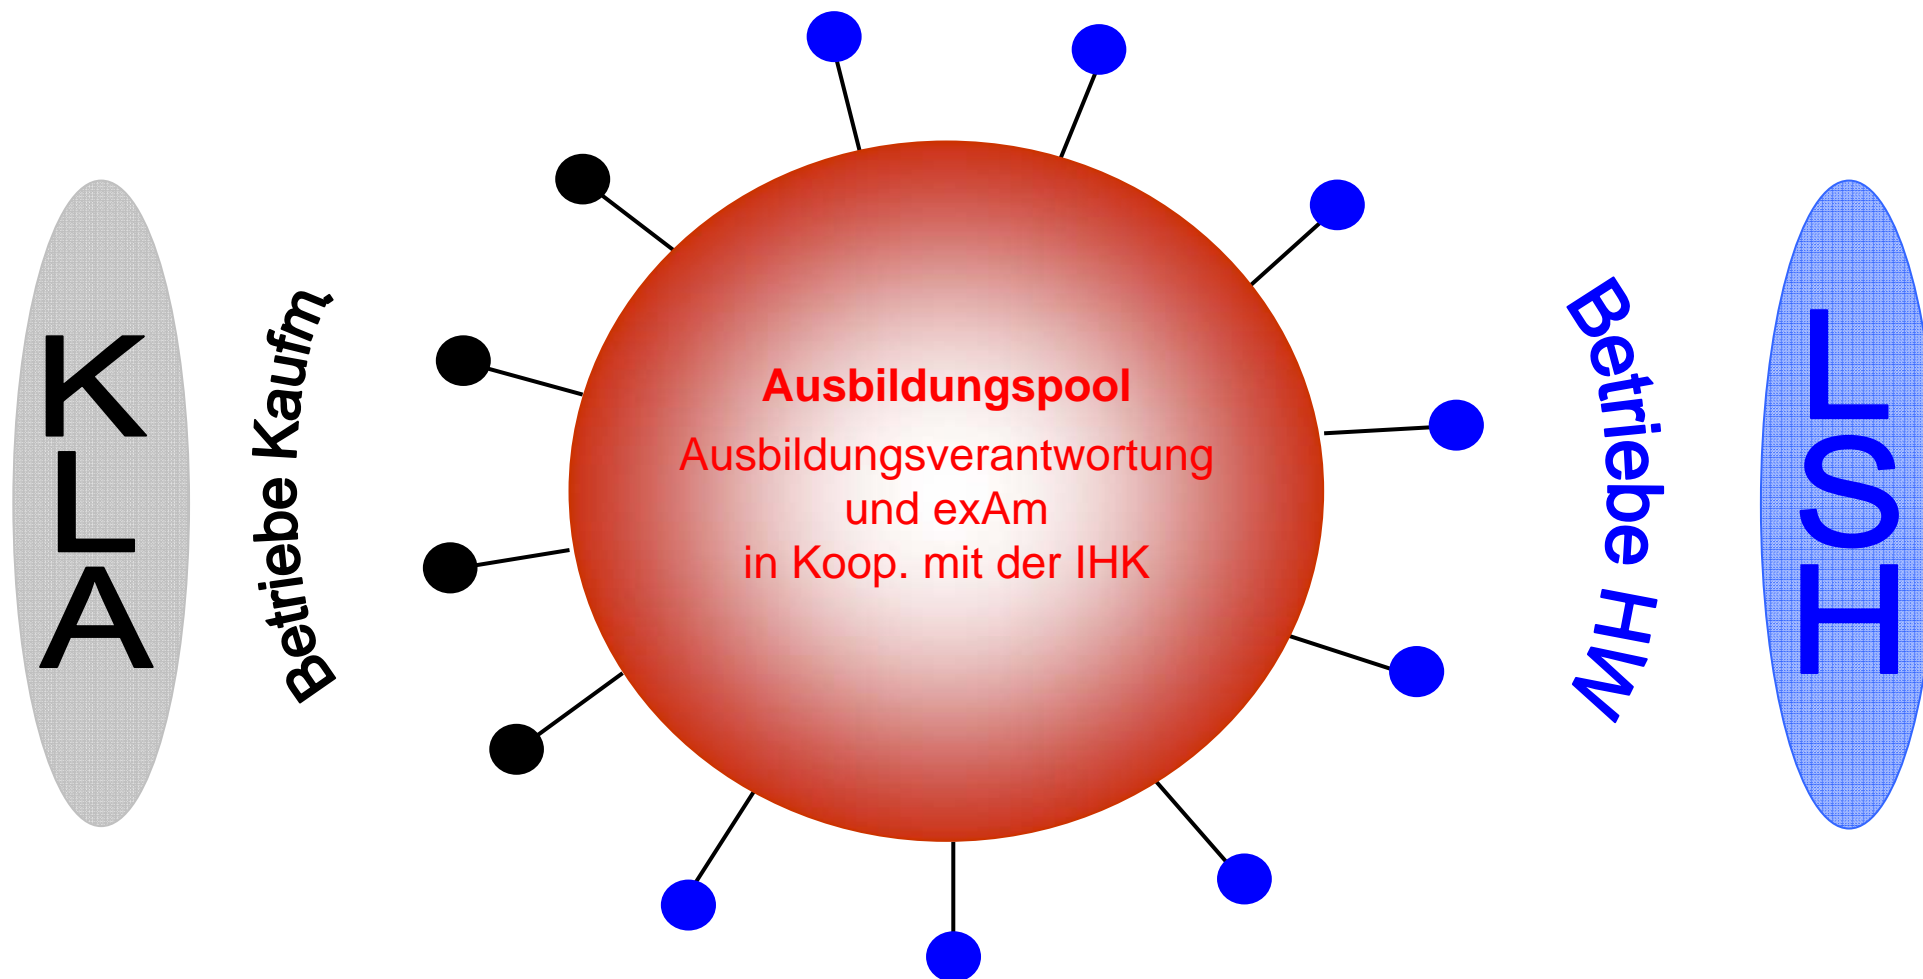 KLA
Betriebe Kaufm
Ausbildungspool
Ausbildungsverantwortung
und exAm
in Koop. mit der IHK
Betriebe HW
LSH